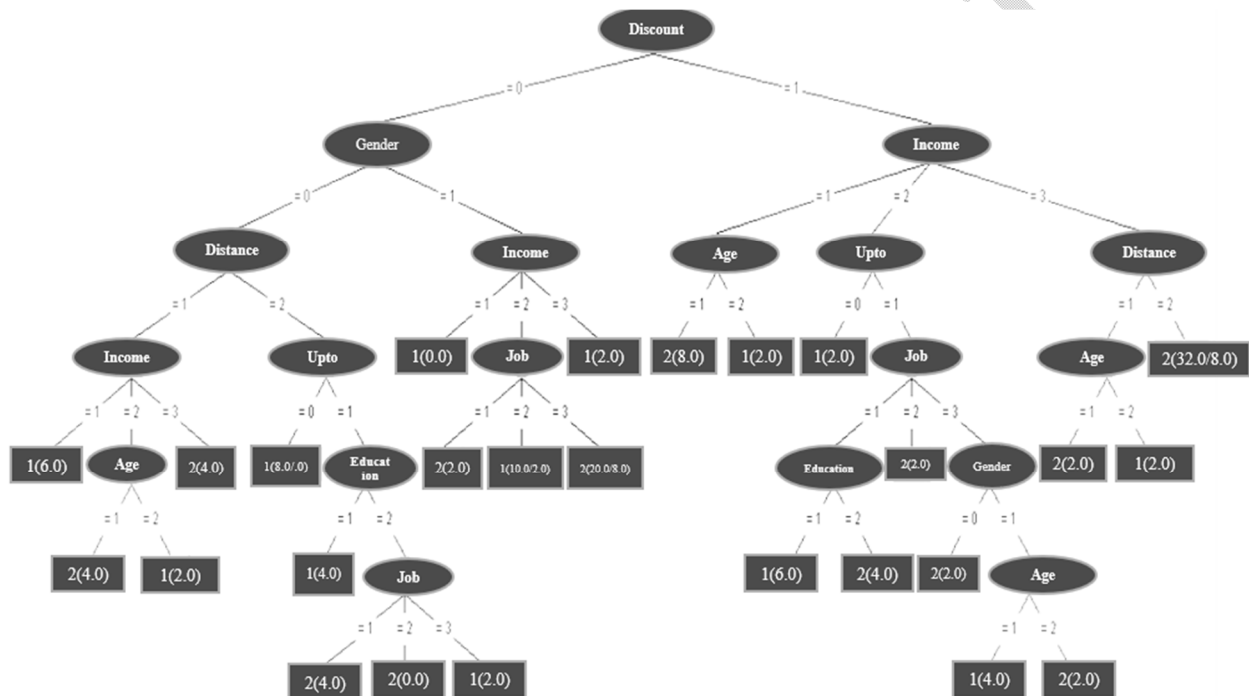 Discount
= 0 = 1
Gender Income
= 0 = 1 = 1 = 2 = 3
Distance Income Age Upto Distance
= 1 = 2 = 1 = 2 = 3 = 1 = 2 = 0 = 1 = 1 = 2
Income Upto 1(0.0) Job 1(2.0) 2(8.0) 1(2.0) 1(2.0) Job Age 2(32.0/8.0)
= 1 = 2 = 3 = 0 = 1 = 1 = 2 = 3 = 1 = 2 = 3 = 1 = 2
1(6.0) Age 2(4.0) 1(8.0/.0) Educat
ion 2(2.0) 1(10.0/2.0) 2(20.0/8.0) Education 2(2.0) Gender 2(2.0) 1(2.0)
= 1 = 2 = 1 = 2 = 1 = 2 = 0 = 1
2(4.0) 1(2.0) 1(4.0) Job 1(6.0) 2(4.0) 2(2.0) Age
= 1 = 2 = 3 = 1 = 2
2(4.0) 2(0.0) 1(2.0) 1(4.0) 2(2.0)